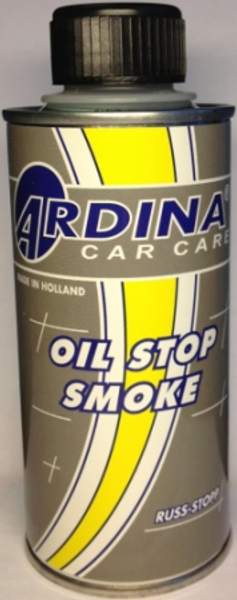 ARDINA®
CAR CARE
MADE IN HOLLAND
OIL STOP
SMOKE
RUSS-STOPP